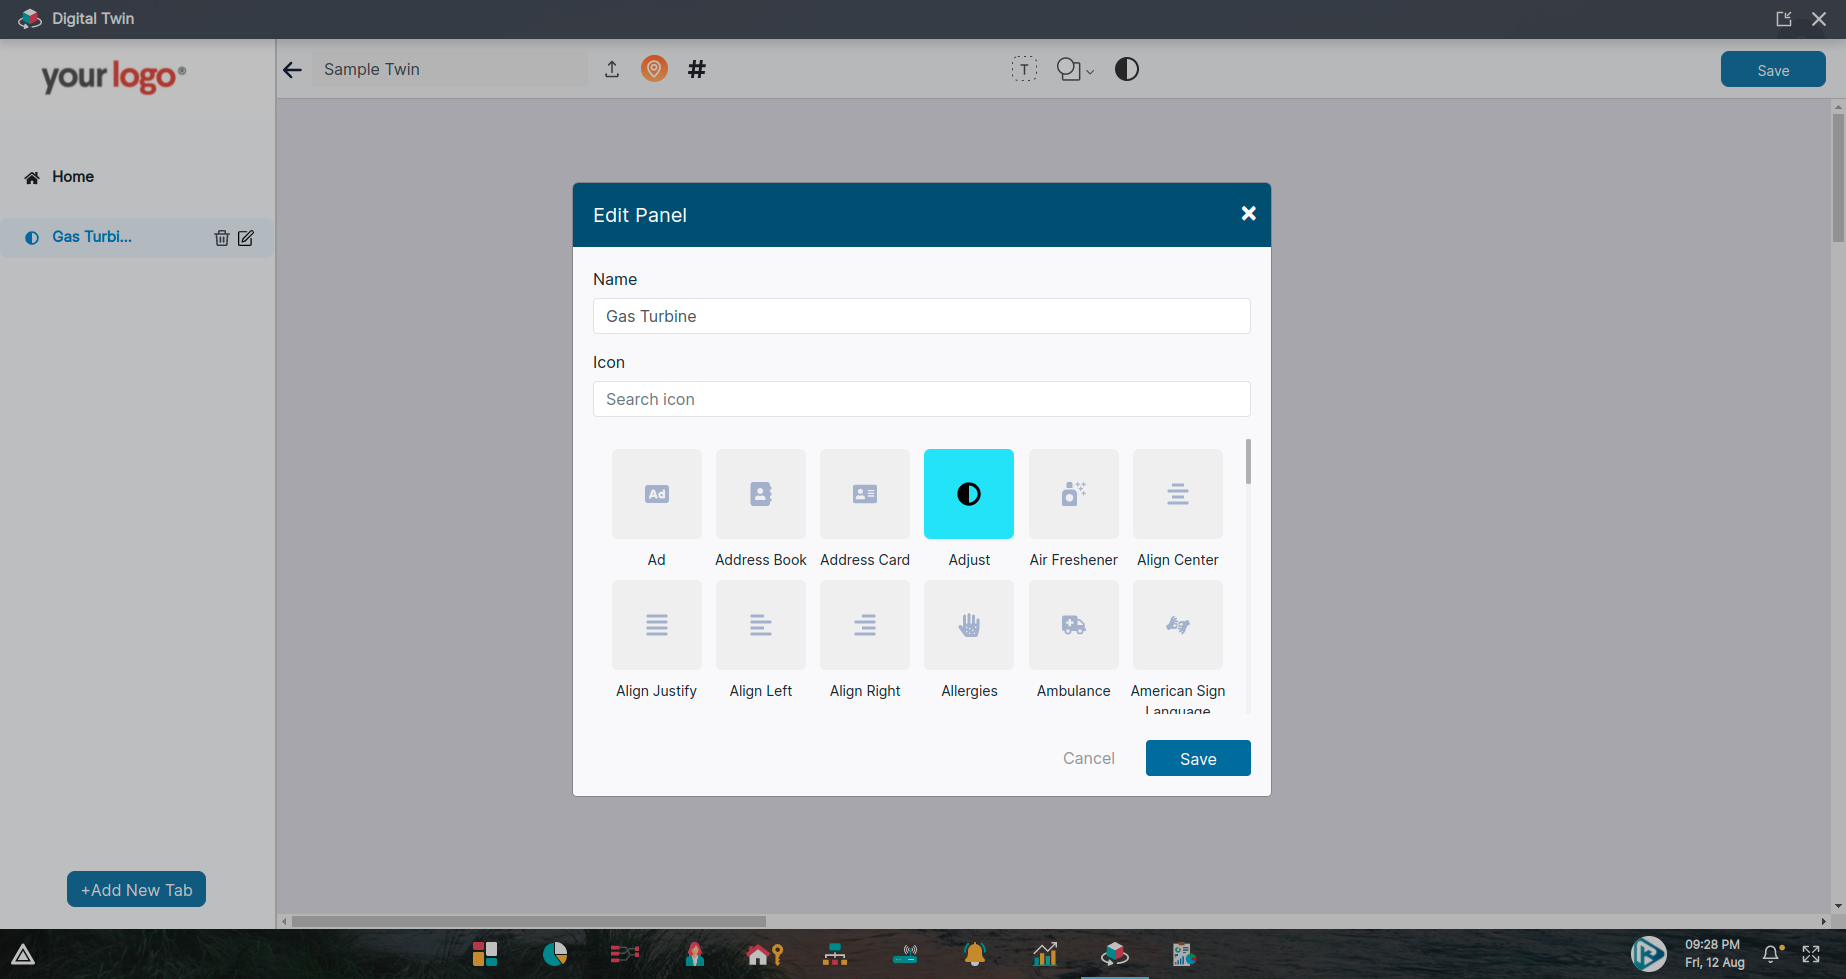 Digital Twin
your logo®
Sample Twin
T
Save
Home
Gas Turbi...
Edit Panel
Name
Gas Turbine
Icon
Search icon
Ad
Ad
Address Book
Address Card
Adjust
Air Freshener
Align Center
Align Justify
Align Left
Align Right
Allergies
Ambulance
American Sign
Language
Cancel
Save
+Add New Tab
09:28 PM
Fri, 12 Aug